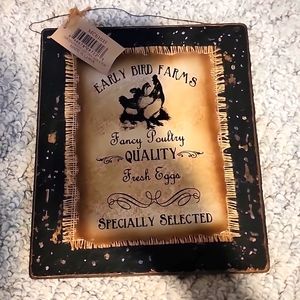 EARLY BIRD FARMS
Fancy Poultry
QUALITY
Fresh Eggs
SPECIALLY SELECTED